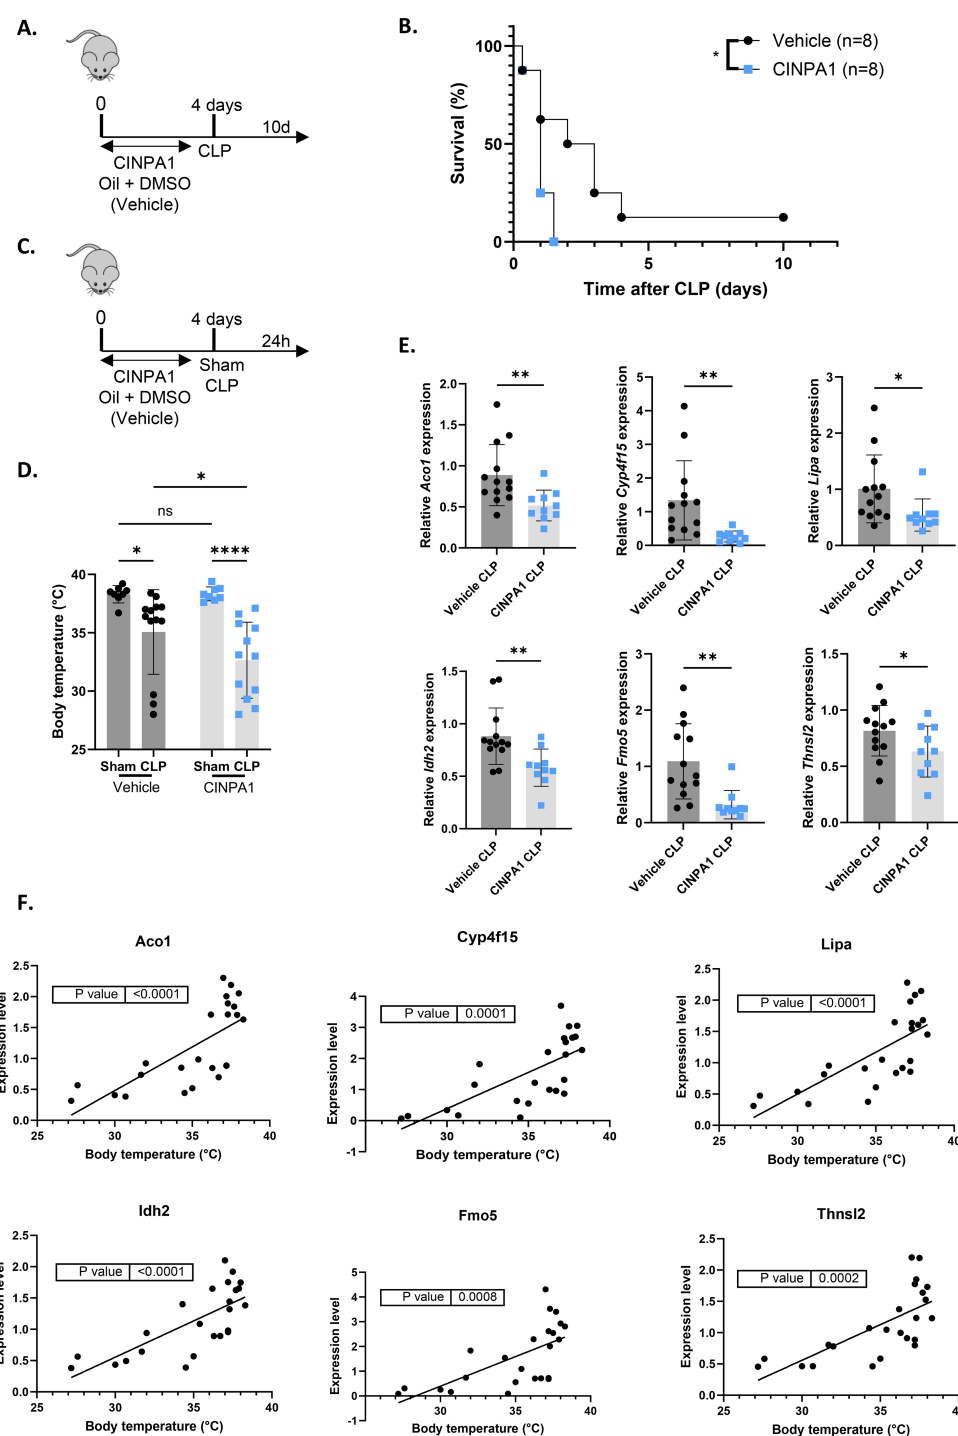 A.
0
4 days
10d
CINPA1
CLP
Oil + DMSO
(Vehicle)
B.
Survival (%)
100
50
0
0
5
10
Time after CLP (days)
*
Vehicle (n=8)
CINPA1 (n=8)
C.
0
4 days
24h
CINPA1
Sham
Oil + DMSO
CLP
(Vehicle)
D.
*
ns
*
****
Body temperature (°C)
40
35
30
25
Sham CLP
Sham CLP
Vehicle
CINPA1
E.
Relative Aco1 expression
2.0
1.5
1.0
0.5
0.0
**
Vehicle CLP
CINPA1 CLP
Relative Cyp4f15 expression
5
4
3
2
1
0
**
Vehicle CLP
CINPA1 CLP
Relative Lipa expression
3
2
1
0
*
Vehicle CLP
CINPA1 CLP
Relative Idh2 expression
1.5
1.0
0.5
0.0
**
Vehicle CLP
CINPA1 CLP
Relative Fmo5 expression
3
2
1
0
**
Vehicle CLP
CINPA1 CLP
Relative Thnsl2 expression
1.5
1.0
0.5
0.0
*
Vehicle CLP
CINPA1 CLP
F.
Aco1
Expression level
2.5
2.0
1.5
1.0
0.5
0.0
P value <0.0001
25
30
35
40
Body temperature (°C)
Cyp4f15
Expression level
4
3
2
1
0
-1
P value 0.0001
30
35
40
Body temperature (°C)
Lipa
Expression level
2.5
2.0
1.5
1.0
0.5
0.0
P value <0.0001
25
30
35
40
Body temperature (°C)
Idh2
Expression level
2.5
2.0
1.5
1.0
0.5
0.0
P value <0.0001
25
30
35
40
Body temperature (°C)
Fmo5
Expression level
5
4
3
2
1
0
-1
P value 0.0008
30
35
40
Body temperature (°C)
Thnsl2
Expression level
2.5
2.0
1.5
1.0
0.5
0.0
P value 0.0002
25
30
35
40
Body temperature (°C)